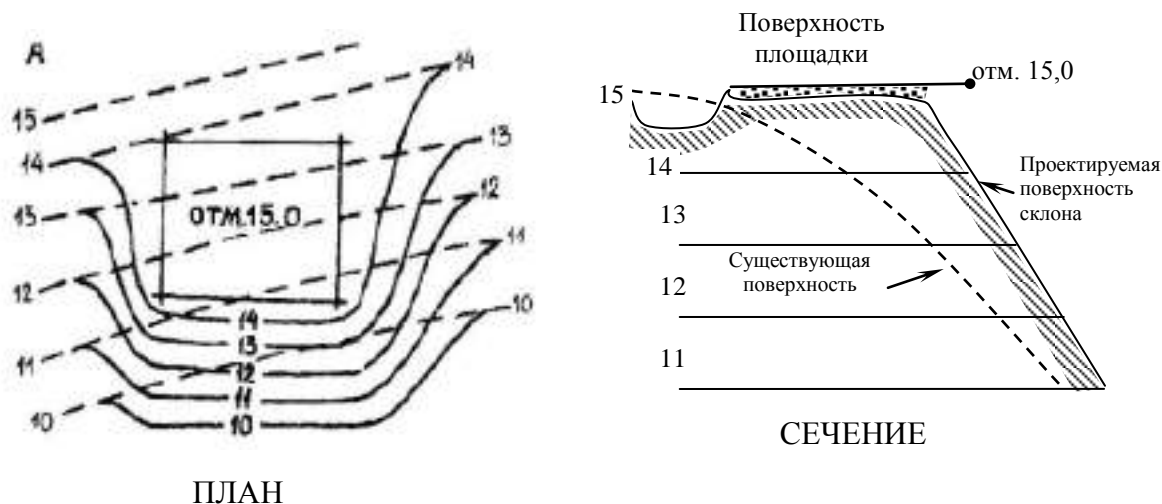 А
14
15
13
14
12
ОТМ.15.0
13
11
12
10
11
10
14
13
12
11
10
ПЛАН
Поверхность
площадки
отм. 15,0
15
14
Проектируемая
поверхность
склона
13
Существующая
поверхность
12
11
СЕЧЕНИЕ